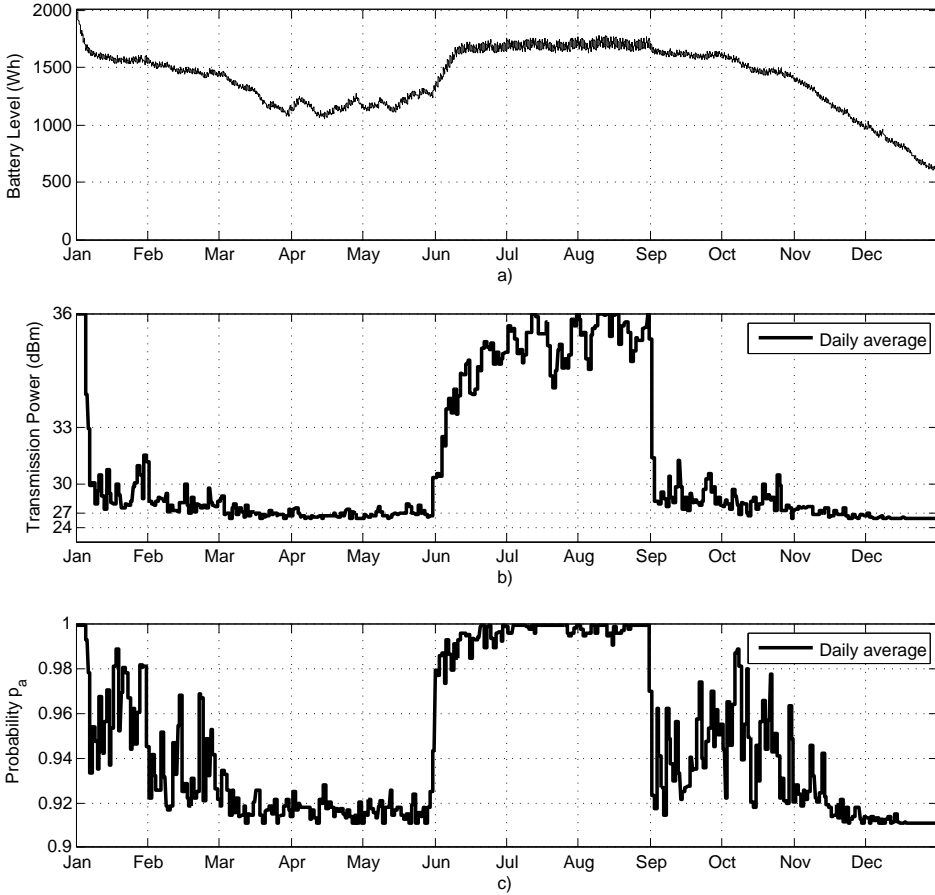 2000
1500
1000
500
0
Battery Level (Wh)
Jan Feb Mar Apr May Jun Jul Aug Sep Oct Nov Dec
a)
36
33
30
27
24
Transmission Power (dBm)
Daily average
Jan Feb Mar Apr May Jun Jul Aug Sep Oct Nov Dec
b)
1
0.98
0.96
0.94
0.92
0.9
Probability p_a
Daily average
Jan Feb Mar Apr May Jun Jul Aug Sep Oct Nov Dec
c)